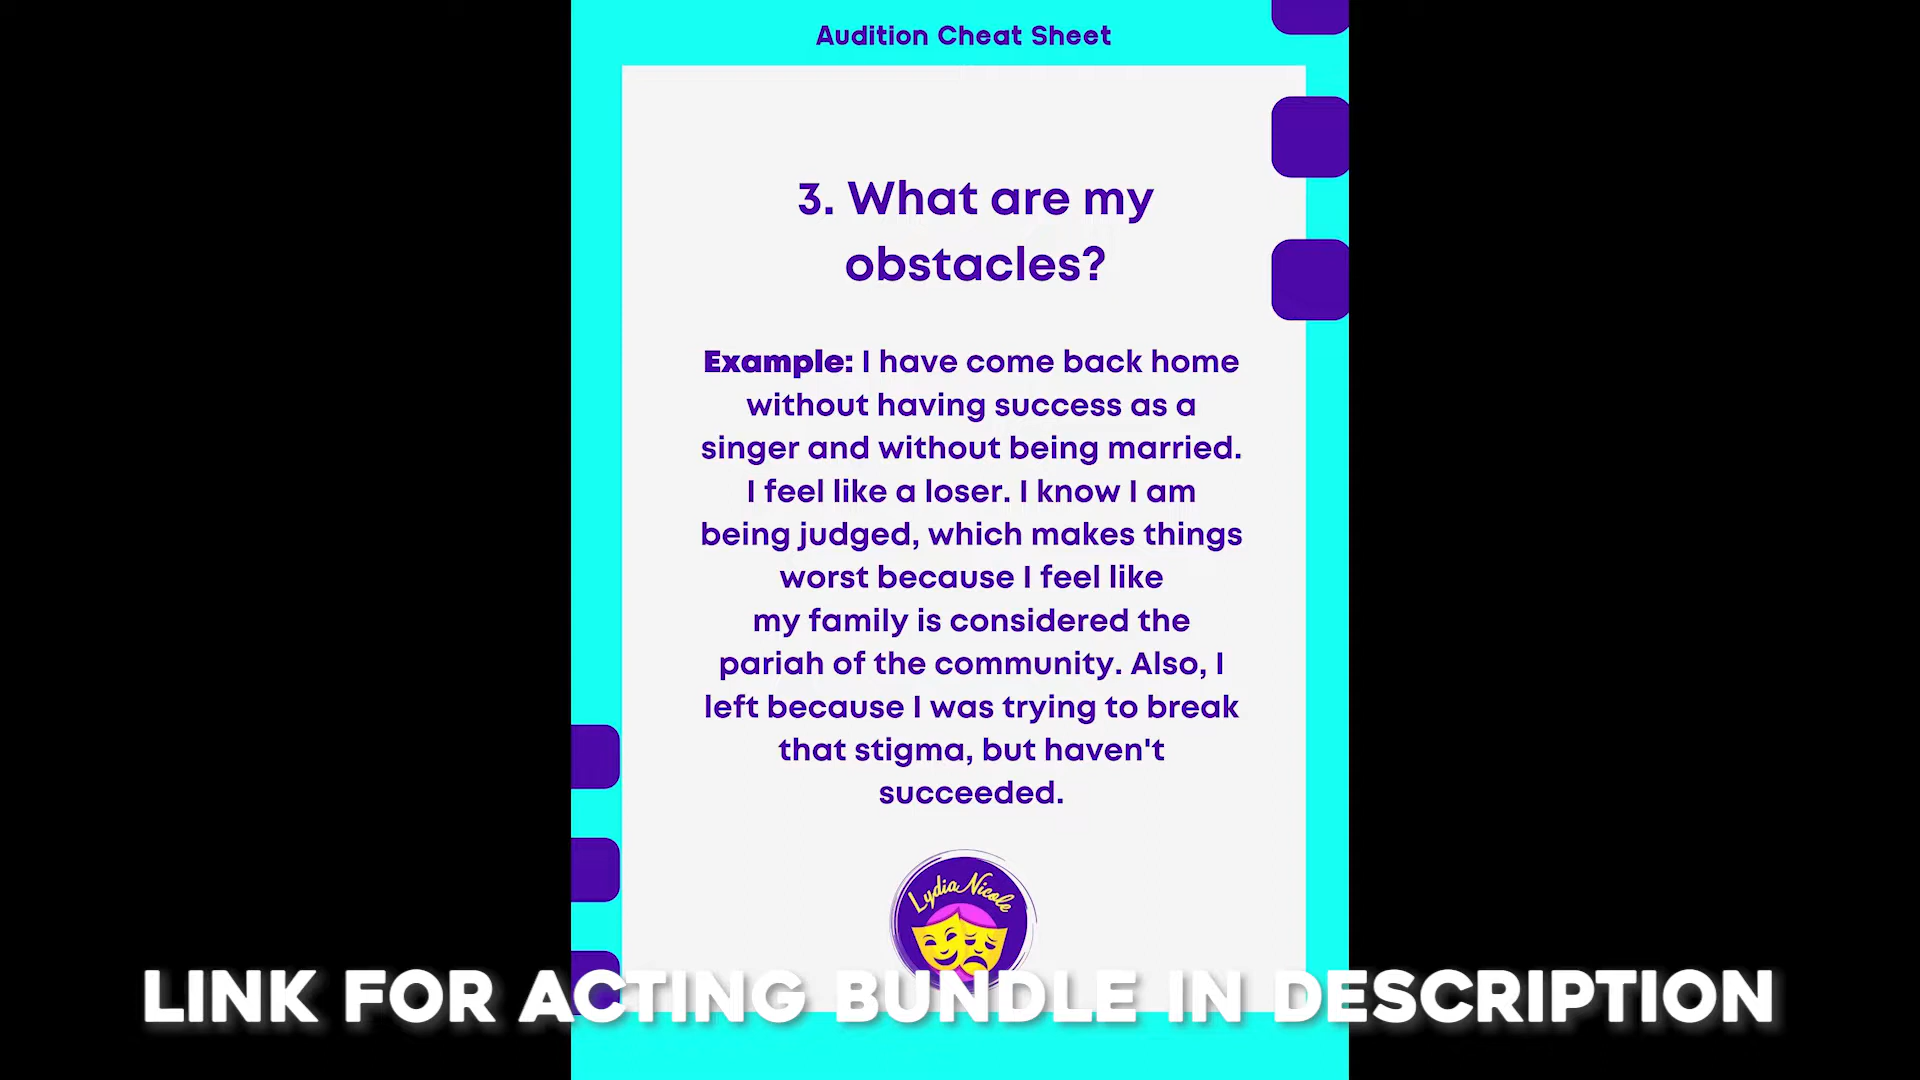 Audition Cheat Sheet
3. What are my
obstacles?
Example: I have come back home
without having success as a
singer and without being married.
I feel like a loser. I know I am
being judged, which makes things
worst because I feel like
my family is considered the
pariah of the community. Also, I
left because I was trying to break
that stigma, but haven't
succeeded.
Lydia Nicole
LINK FOR ACTING BUNDLE IN DESCRIPTION